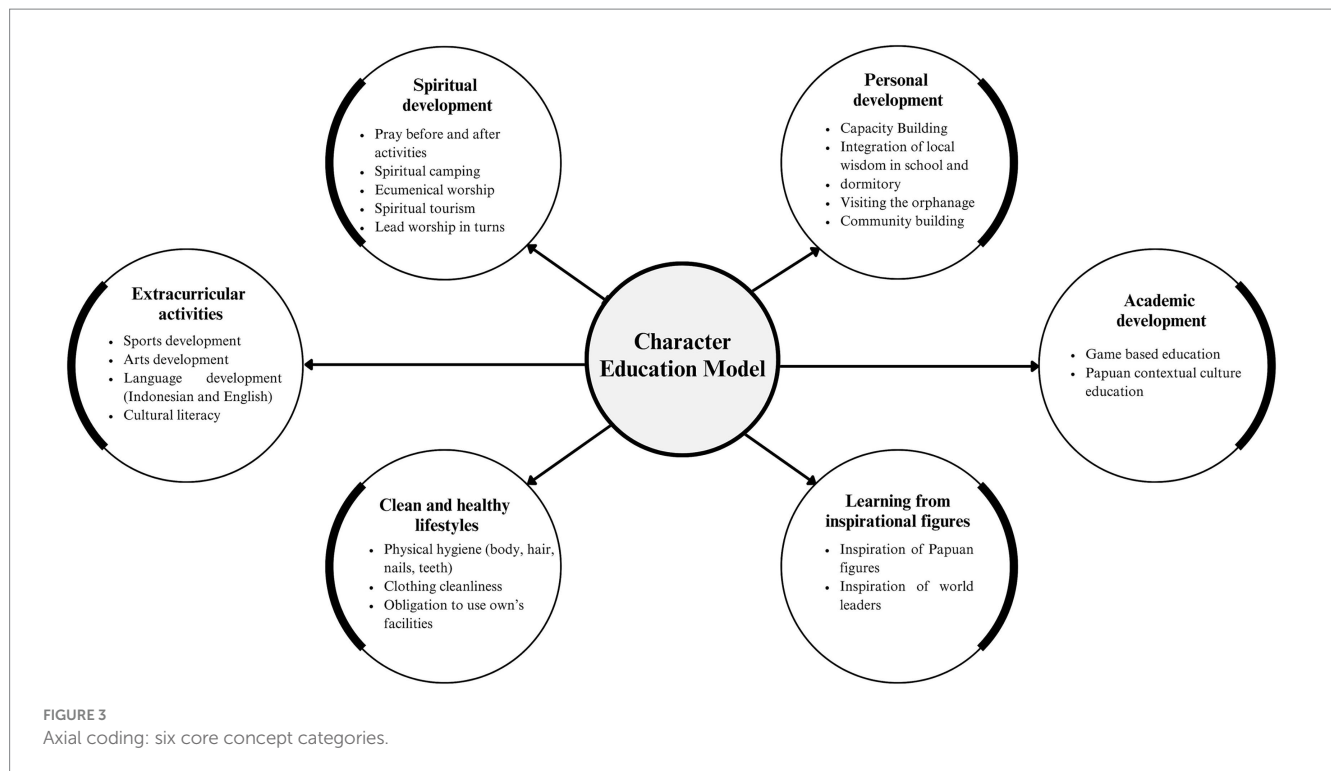 Spiritual
development
• Pray before and after
activities
• Spiritual camping
• Ecumenical worship
• Spiritual tourism
• Lead worship in turns
Personal
development
• Capacity Building
• Integration of local
wisdom in school and
• dormitory
• Visiting the orphanage
• Community building
Extracurricular
activities
• Sports development
• Arts development
• Language development
(Indonesian and English)
• Cultural literacy
Character
Education Model
Academic
development
• Game based education
• Papuan contextual culture
education
Clean and healthy
lifestyles
• Physical hygiene (body, hair,
nails, teeth)
• Clothing cleanliness
• Obligation to use own's
facilities
Learning from
inspirational figures
• Inspiration of Papuan
figures
• Inspiration of world
leaders
FIGURE 3
Axial coding: six core concept categories.